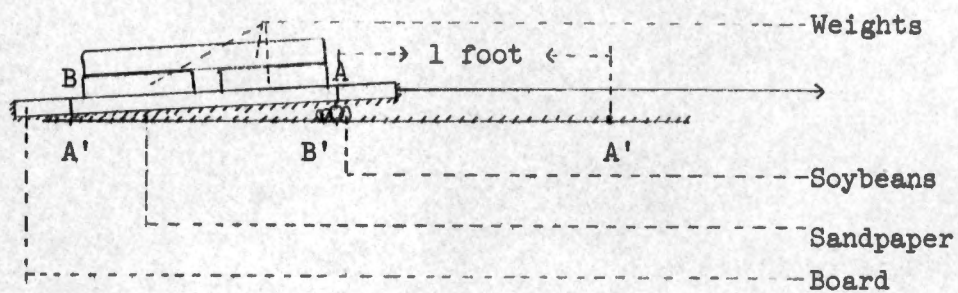 Weights
1 foot
B
A
A'
B'
A'
Soybeans
Sandpaper
Board